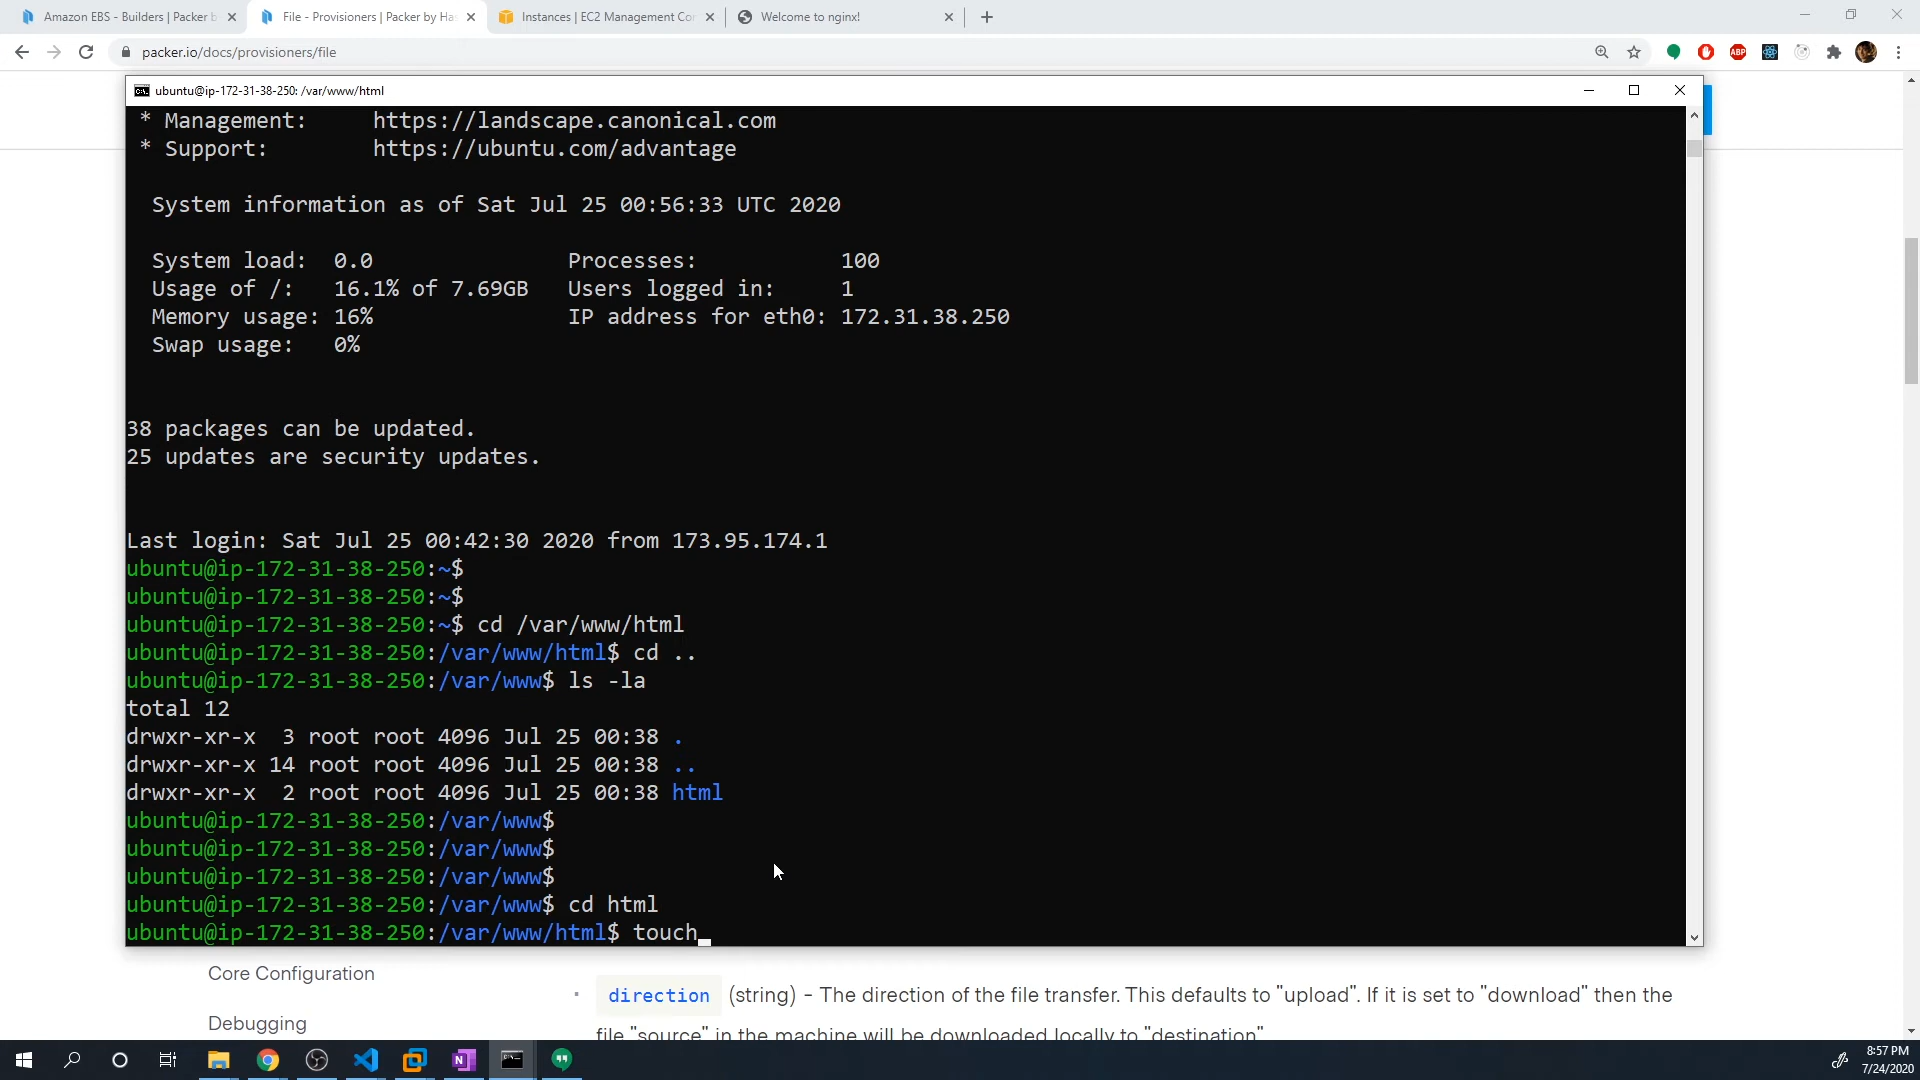 Amazon EBS - Builders | Packer b
File - Provisioners | Packer by Has
Instances | EC2 Management Cor
Welcome to nginx!
packer.io/docs/provisioners/file
ABP
ubuntu@ip-172-31-38-250: /var/www/html
* Management:     https://landscape.canonical.com
* Support:        https://ubuntu.com/advantage
System information as of Sat Jul 25 00:56:33 UTC 2020
System load:  0.0               Processes:           100
Usage of /:   16.1% of 7.69GB   Users logged in:     1
Memory usage: 16%               IP address for eth0: 172.31.38.250
Swap usage:   0%
38 packages can be updated.
25 updates are security updates.
Last login: Sat Jul 25 00:42:30 2020 from 173.95.174.1
ubuntu@ip-172-31-38-250:~$
ubuntu@ip-172-31-38-250:~$
ubuntu@ip-172-31-38-250:~$ cd /var/www/html
ubuntu@ip-172-31-38-250:/var/www/html$ cd ..
ubuntu@ip-172-31-38-250:/var/www$ ls -la
total 12
drwxr-xr-x  3 root root 4096 Jul 25 00:38 .
drwxr-xr-x 14 root root 4096 Jul 25 00:38 ..
drwxr-xr-x  2 root root 4096 Jul 25 00:38 html
ubuntu@ip-172-31-38-250:/var/www$
ubuntu@ip-172-31-38-250:/var/www$
ubuntu@ip-172-31-38-250:/var/www$
ubuntu@ip-172-31-38-250:/var/www$ cd html
ubuntu@ip-172-31-38-250:/var/www/html$ touch
Core Configuration
Debugging
direction (string) - The direction of the file transfer. This defaults to "upload". If it is set to "download" then the
file "source" in the machine will be downloaded locally to "destination"
8:57 PM
7/24/2020